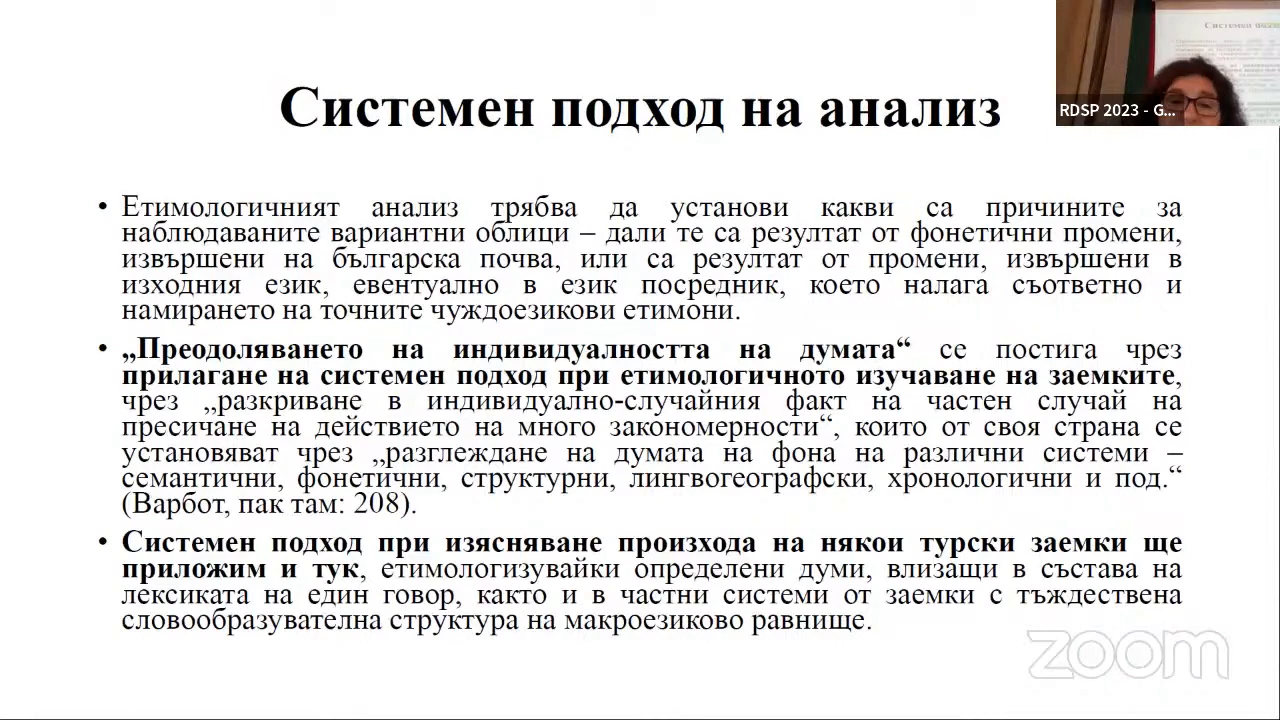 Системен подход на анализ
RDSP 2023 - G...
• Етимологичният анализ трябва да установи какви са причините за
наблюдаваните вариантни облици – дали те са резултат от фонетични промени,
извършени на българска почва, или са резултат от промени, извършени в
изходния език, евентуално в език посредник, което налага съответно и
намирането на точните чуждоезикови етимони.
• „Преодоляването на индивидуалността на думата“ се постига чрез
прилагане на системен подход при етимологичното изучаване на заемките,
чрез „разкриване в индивидуално-случайния факт на частен случай на
пресичане на действието на много закономерности“, които от своя страна се
установяват чрез „разглеждане на думата на фона на различни системи –
семантични, фонетични, структурни, лингвогеографски, хронологични и под.“
(Варбот, пак там: 208).
• Системен подход при изясняване произхода на някои турски заемки ще
приложим и тук, етимологизувайки определени думи, влизащи в състава на
лексиката на един говор, както и в частни системи от заемки с тъждествена
словообразувателна структура на макроезиково равнище.
zoom